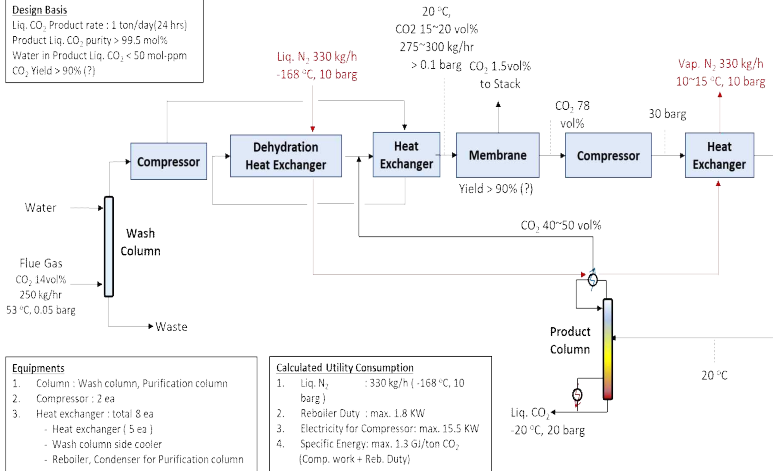 Design Basis
Liq. CO2 Product rate : 1 ton/day(24 hrs)
Product Liq. CO2 purity > 99.5 mol%
Water in Product Liq. CO2 < 50 mol-ppm
CO2 Yield > 90% (?)
Liq. N2 330 kg/h
-168 °C, 10 barg
20 °C,
CO2 15~20 vol%
275~300 kg/hr
> 0.1 barg
CO2 1.5vol%
to Stack
Vap. N2 330 kg/h
10~15 °C, 10 barg
CO2 78
vol%
30 barg
Compressor
Dehydration
Heat Exchanger
Heat
Exchanger
Membrane
Compressor
Heat
Exchanger
Yield > 90% (?)
Water
Wash
Column
Flue Gas
CO2 14vol%
250 kg/hr
53 °C, 0.05 barg
Waste
CO2 40~50 vol%
Product
Column
20 °C
Liq. CO2
-20 °C, 20 barg
Equipments
1. Column : Wash column, Purification column
2. Compressor : 2 ea
3. Heat exchanger : total 8 ea
- Heat exchanger ( 5 ea )
- Wash column side cooler
- Reboiler, Condenser for Purification column
Calculated Utility Consumption
1. Liq. N2 : 330 kg/h ( -168 °C, 10
barg )
2. Reboiler Duty : max. 1.8 KW
3. Electricity for Compressor: max. 15.5 KW
4. Specific Energy: max. 1.3 GJ/ton CO2
(Comp. work + Reb. Duty)